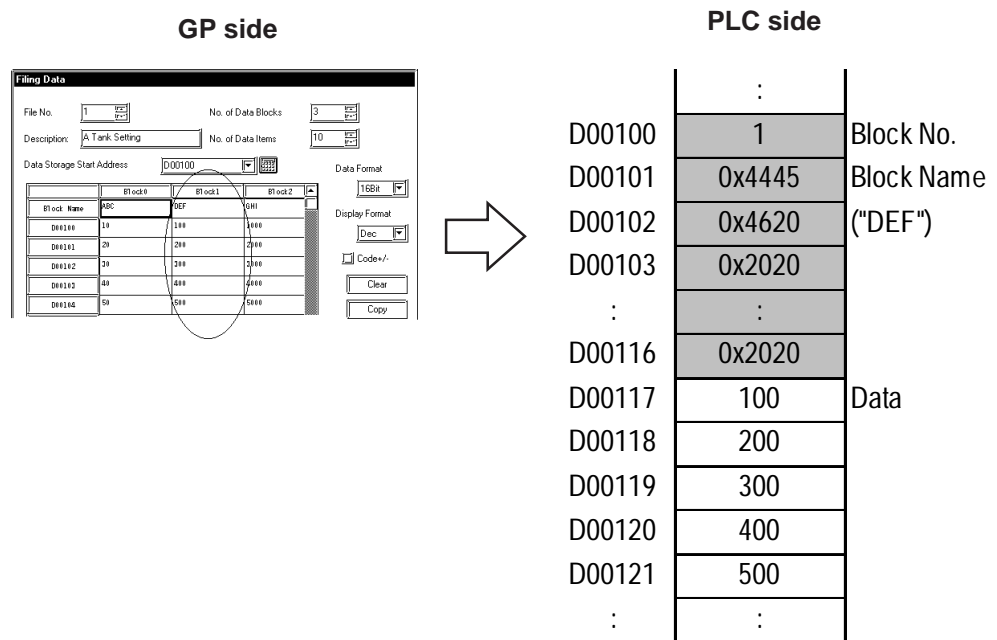 GP side
PLC side
Filing Data
File No. 1 No. of Data Blocks 3
Description: A Tank Setting No. of Data Items 10
Data Storage Start Address D00100 Data Format
16Bit
Block0 Block1 Block2
Block Name ABC DEF GHI Display Format
D00100 10 100 1000 Dec
D00101 20 200 2000
D00102 30 300 3000 Code+/-
D00103 40 400 4000 Clear
D00104 50 500 5000 Copy
:
D00100 1 Block No.
D00101 0x4445 Block Name
D00102 0x4620 ("DEF")
D00103 0x2020
: :
D00116 0x2020
D00117 100 Data
D00118 200
D00119 300
D00120 400
D00121 500
: :